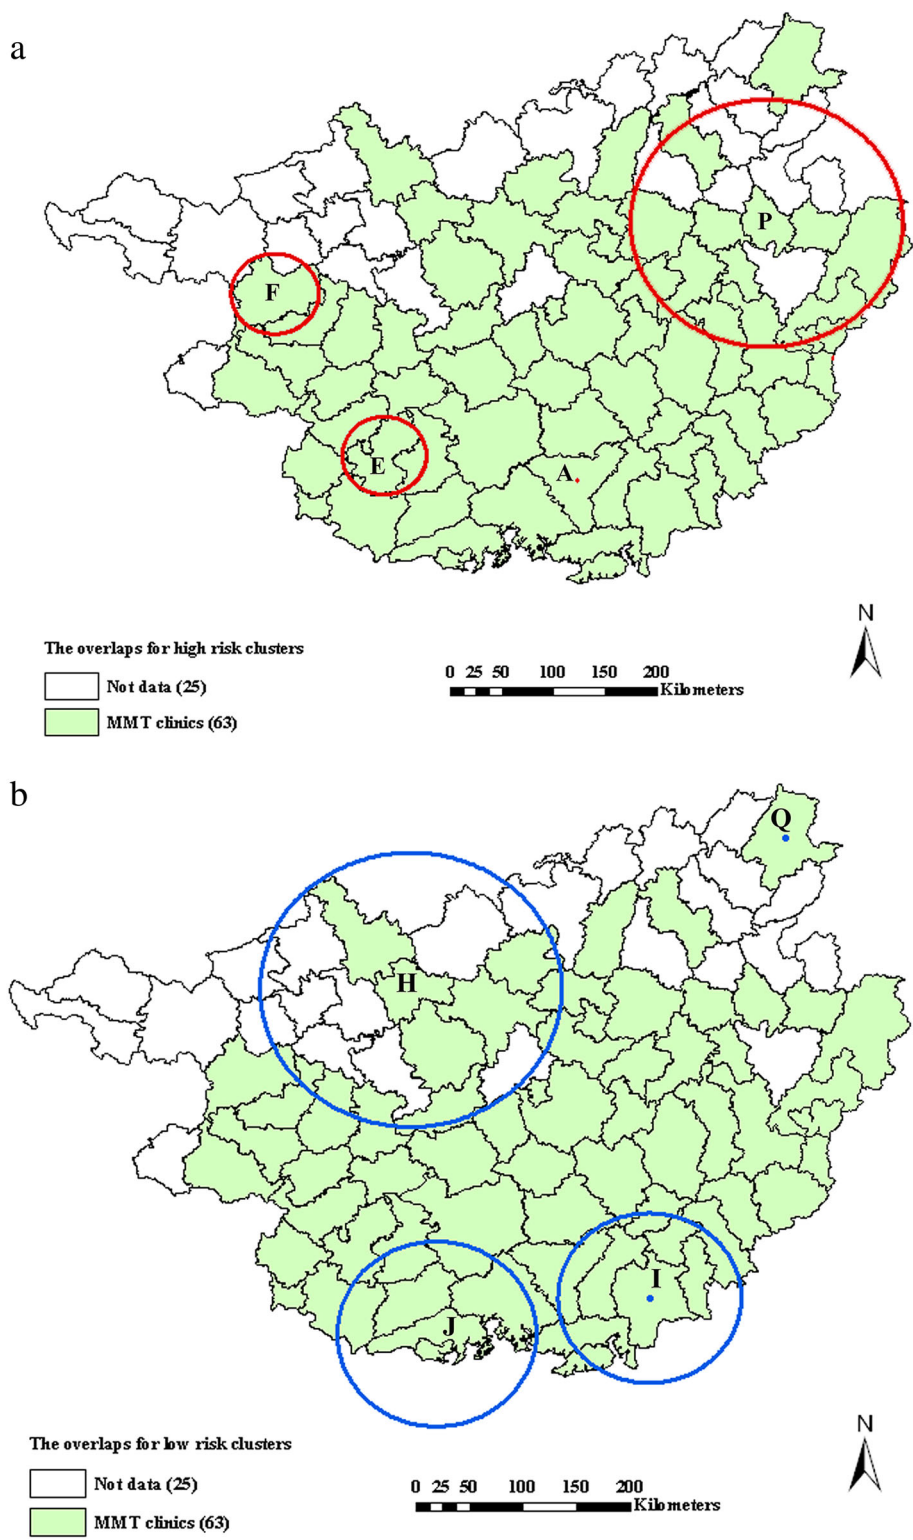 a
P
F
E
A
N
The overlaps for high risk clusters
0 25 50 100 150 200
Kilometers
Not data (25)
MMT clinics (63)
b
Q
H
I
J
N
The overlaps for low risk clusters
Not data (25)
0 25 50 100 150 200
Kilometers
MMT clinics (63)